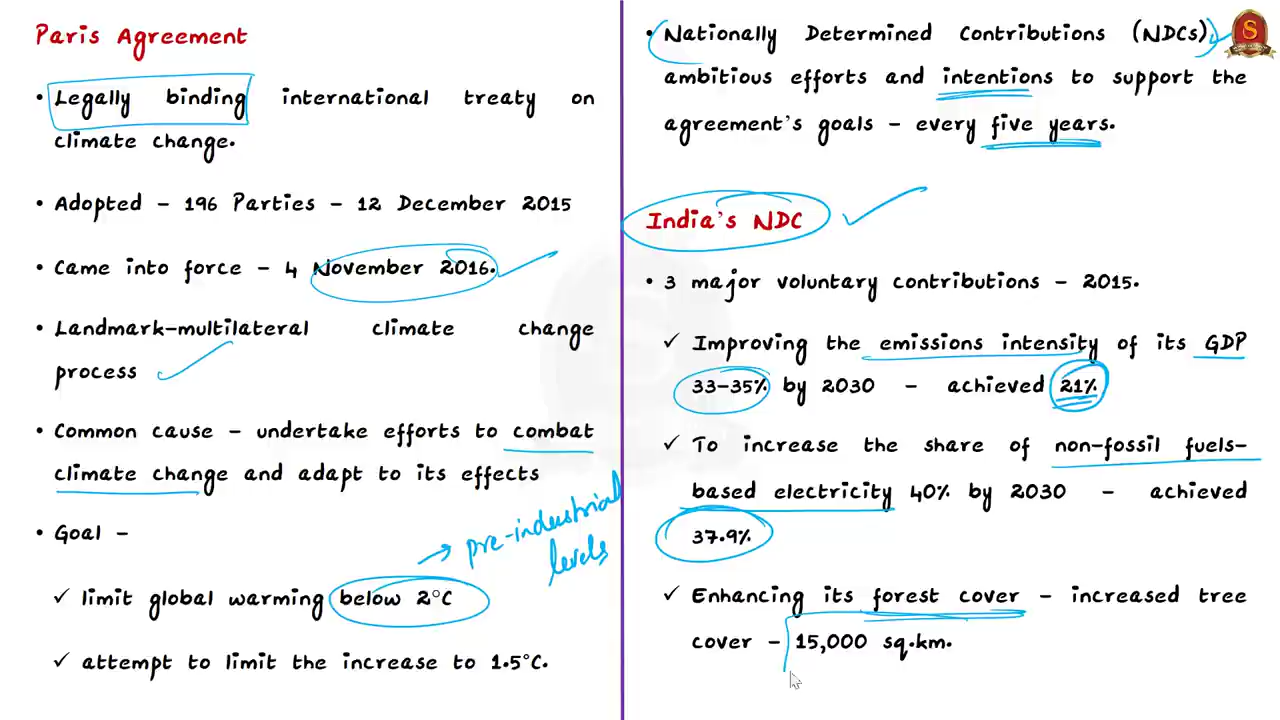 Paris Agreement
• Legally binding international treaty on
climate change.
• Adopted – 196 Parties – 12 December 2015
• Came into force – 4 November 2016.
• Landmark-multilateral climate change
process
• Common cause – undertake efforts to combat
climate change and adapt to its effects
• Goal –
→ pre-industrial
levels
✓ limit global warming below 2°C
✓ attempt to limit the increase to 1.5°C.
• Nationally Determined Contributions (NDCs),
ambitious efforts and intentions to support the
agreement's goals – every five years.
India's NDC
• 3 major voluntary contributions – 2015.
✓ Improving the emissions intensity of its GDP
33–35% by 2030 – achieved 21%.
✓ To increase the share of non-fossil fuels-
based electricity 40% by 2030 – achieved
37.9%.
✓ Enhancing its forest cover – increased tree
cover – 15,000 sq.km.
S